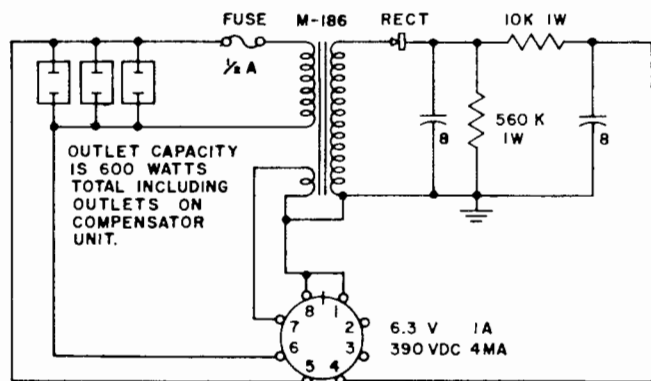 FUSE
M-186
RECT
10K 1W
½ A
8
560 K
1W
8
OUTLET CAPACITY
IS 600 WATTS
TOTAL INCLUDING
OUTLETS ON
COMPENSATOR
UNIT.
8
1
7
2
6
3
5
4
6.3 V 1A
390 VDC 4MA